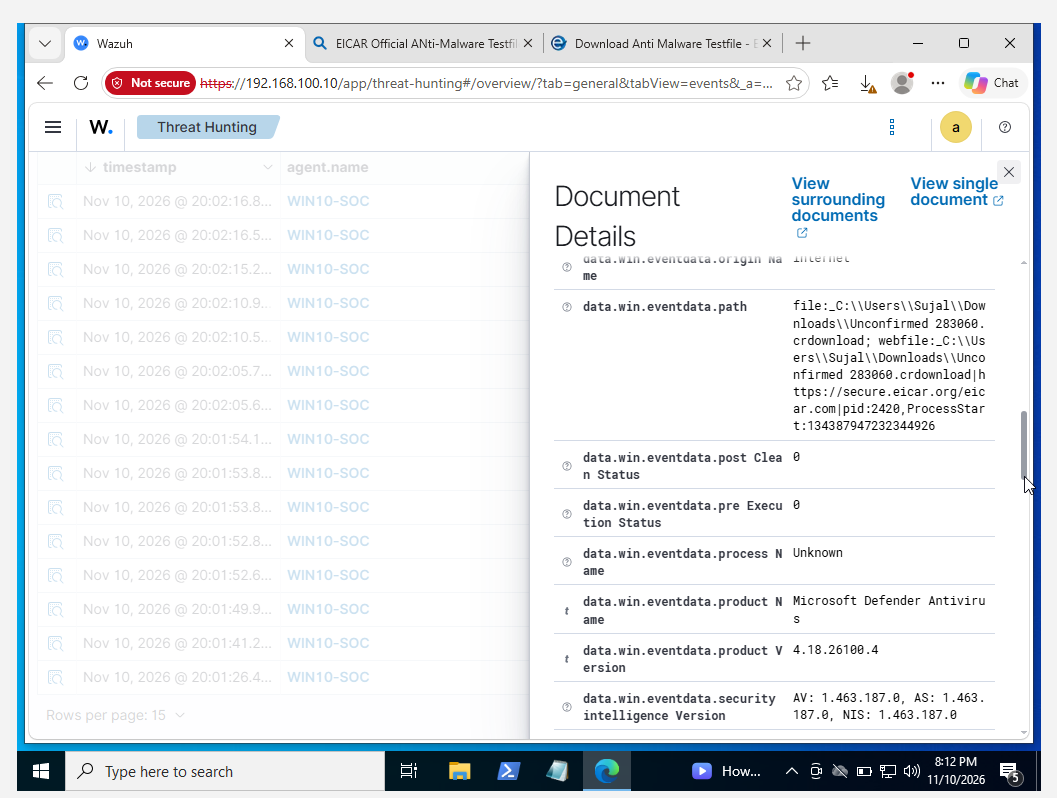 Wazuh
EICAR Official ANti-Malware Testfil
Download Anti Malware Testfile - E
Not secure
https://192.168.100.10/app/threat-hunting#/overview/?tab=general&tabView=events&_a=...
Chat
W.
Threat Hunting
a
timestamp
agent.name
Nov 10, 2026 @ 20:02:16.8... WIN10-SOC
Nov 10, 2026 @ 20:02:16.5... WIN10-SOC
Nov 10, 2026 @ 20:02:15.2... WIN10-SOC
Nov 10, 2026 @ 20:02:10.9... WIN10-SOC
Nov 10, 2026 @ 20:02:10.5... WIN10-SOC
Nov 10, 2026 @ 20:02:05.7... WIN10-SOC
Nov 10, 2026 @ 20:02:05.6... WIN10-SOC
Nov 10, 2026 @ 20:01:54.1... WIN10-SOC
Nov 10, 2026 @ 20:01:53.8... WIN10-SOC
Nov 10, 2026 @ 20:01:53.8... WIN10-SOC
Nov 10, 2026 @ 20:01:52.8... WIN10-SOC
Nov 10, 2026 @ 20:01:52.6... WIN10-SOC
Nov 10, 2026 @ 20:01:49.9... WIN10-SOC
Nov 10, 2026 @ 20:01:41.2... WIN10-SOC
Nov 10, 2026 @ 20:01:26.4... WIN10-SOC
Rows per page: 15
Document
Details
View
surrounding
documents
View single
document
data.win.eventdata.origin Na
me
Internet
data.win.eventdata.path
file:_C:\\Users\\Sujal\\Dow
nloads\\Unconfirmed 283060.
crdownload; webfile:_C:\\Us
ers\\Sujal\\Downloads\\Unco
nfirmed 283060.crdownload|h
ttps://secure.eicar.org/eic
ar.com|pid:2420,ProcessStar
t:134387947232344926
data.win.eventdata.post Clea
n Status
0
data.win.eventdata.pre Execu
tion Status
0
data.win.eventdata.process N
ame
Unknown
t
data.win.eventdata.product N
ame
Microsoft Defender Antiviru
s
t
data.win.eventdata.product V
ersion
4.18.26100.4
data.win.eventdata.security
intelligence Version
AV: 1.463.187.0, AS: 1.463.
187.0, NIS: 1.463.187.0
Type here to search
How...
8:12 PM
11/10/2026
5